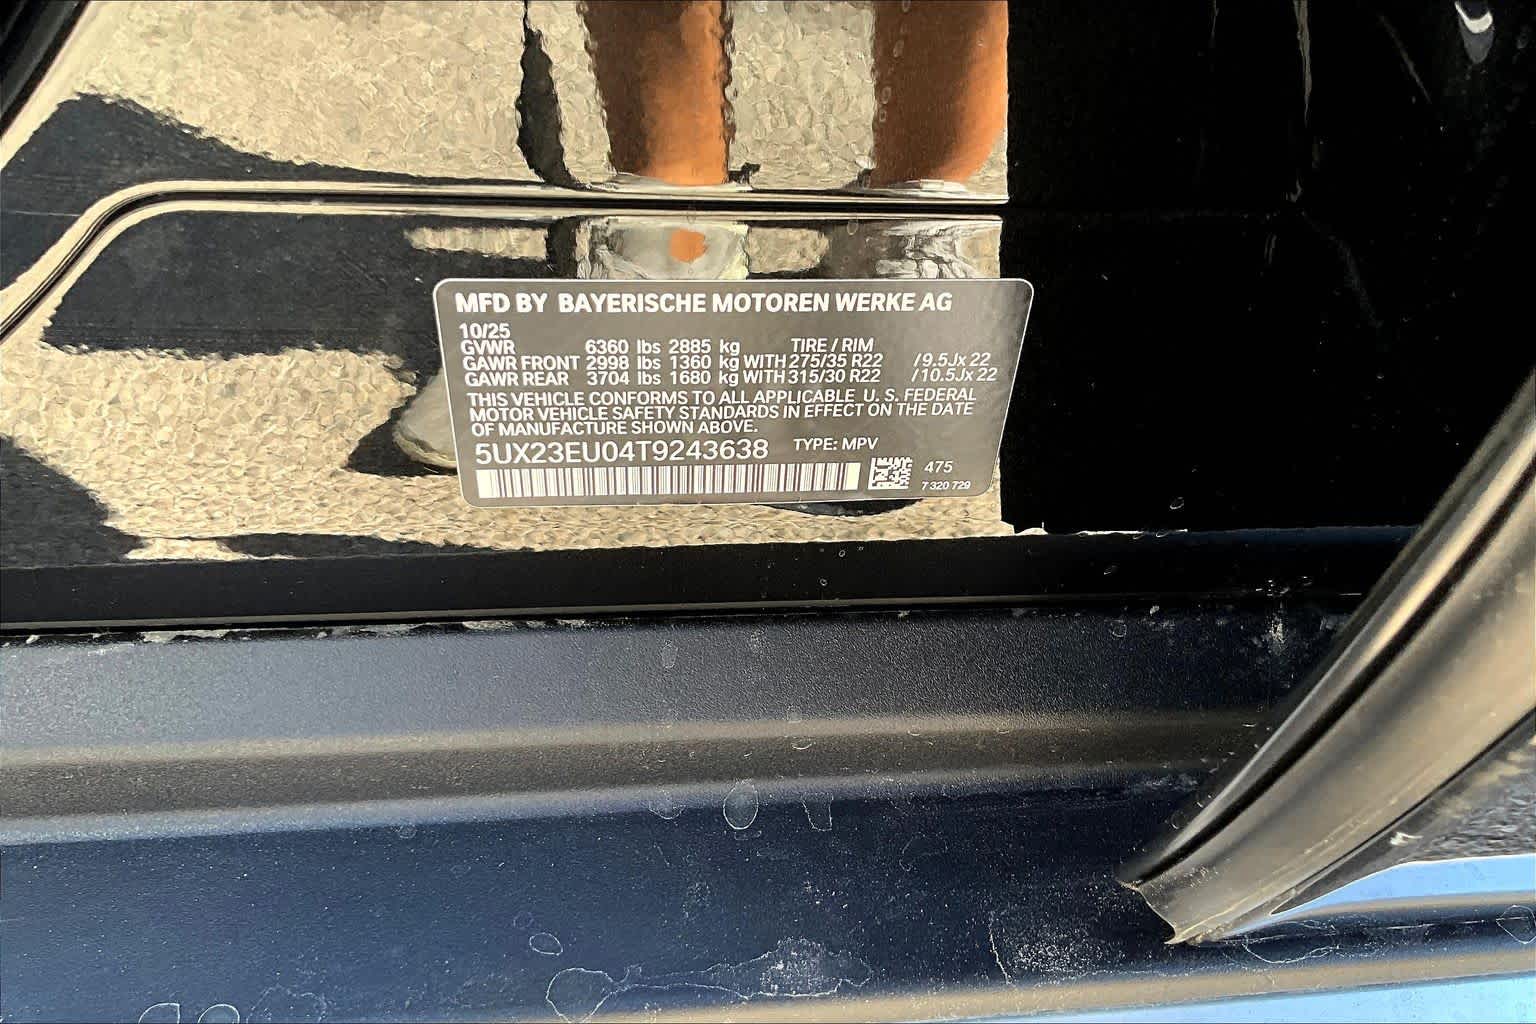 MFD BY BAYERISCHE MOTOREN WERKE AG
10/25
GVWR 6360 lbs 2885 kg TIRE / RIM
GAWR FRONT 2998 lbs 1360 kg WITH 275/35 R22 /9.5Jx 22
GAWR REAR 3704 lbs 1680 kg WITH 315/30 R22 /10.5Jx 22
THIS VEHICLE CONFORMS TO ALL APPLICABLE U. S. FEDERAL
MOTOR VEHICLE SAFETY STANDARDS IN EFFECT ON THE DATE
OF MANUFACTURE SHOWN ABOVE.
5UX23EU04T9243638 TYPE: MPV
475
7 320 729